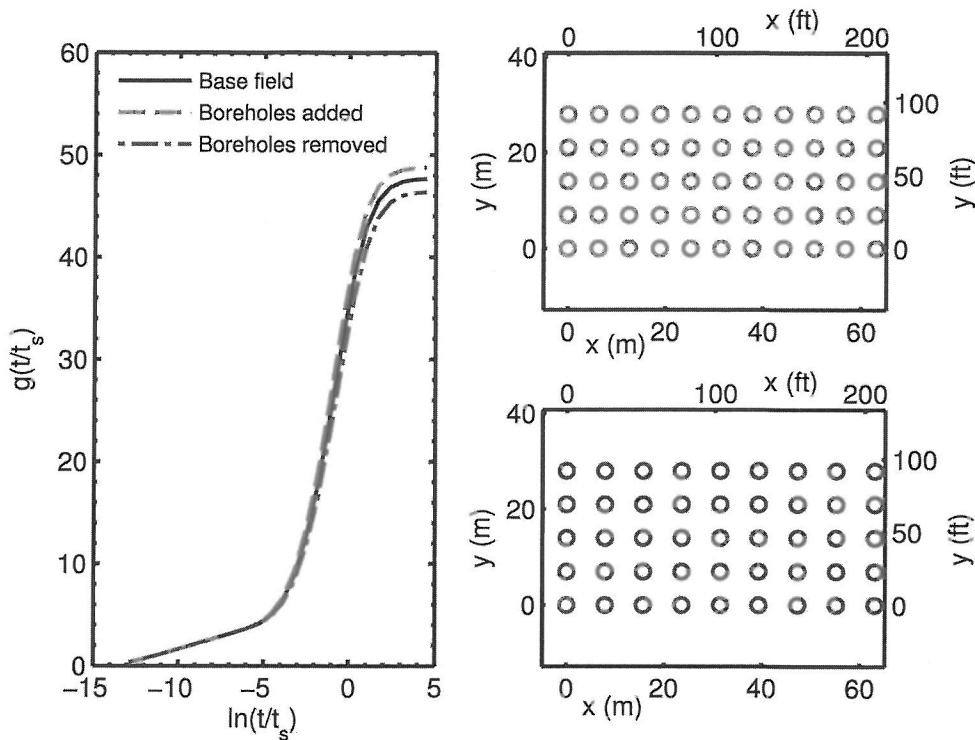 60
50
40
30
20
10
0
g(t/t_s)
−15
−10
−5
0
5
ln(t/t_s)
Base field
Boreholes added
Boreholes removed
x (ft)
0
100
200
40
20
0
y (m)
100
50
0
y (ft)
0
20
40
60
x (m)
x (ft)
0
100
200
40
20
0
y (m)
100
50
0
y (ft)
0
20
40
60
x (m)